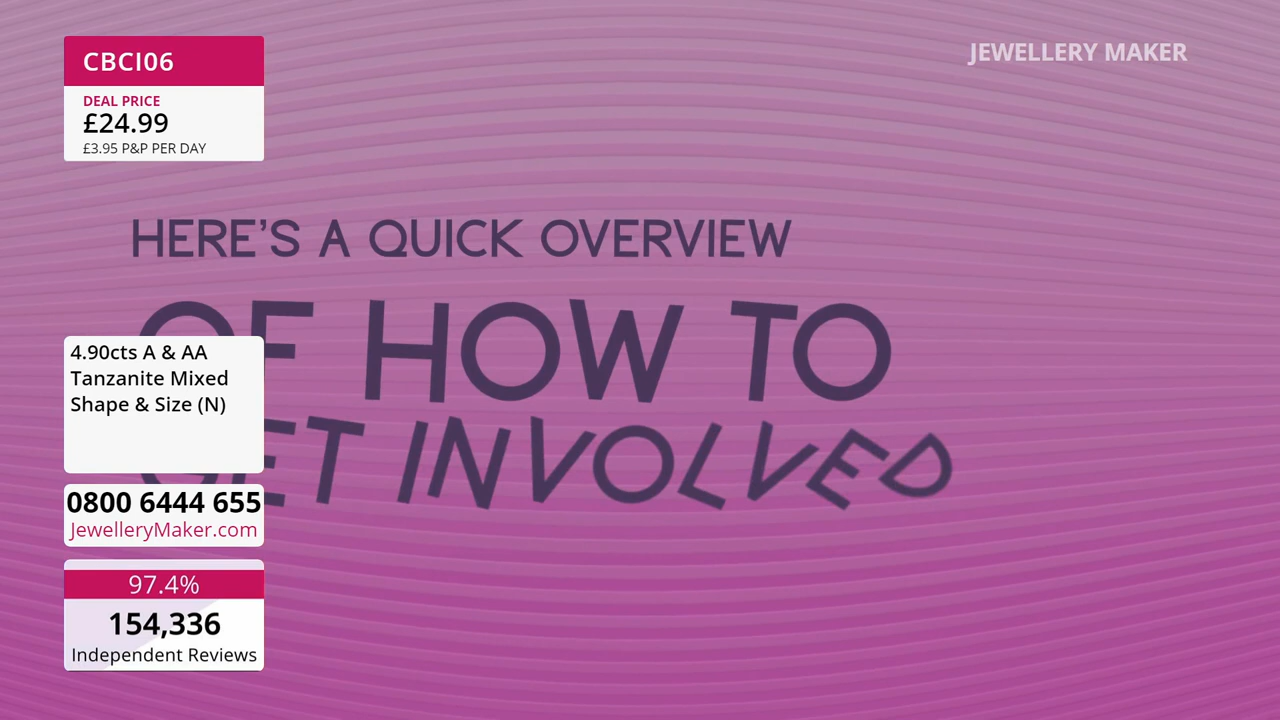 CBCI06
DEAL PRICE
£24.99
£3.95 P&P PER DAY
JEWELLERY MAKER
HERE'S A QUICK OVERVIEW
OF HOW TO
GET INVOLVED
4.90cts A & AA
Tanzanite Mixed
Shape & Size (N)
0800 6444 655
JewelleryMaker.com
97.4%
154,336
Independent Reviews